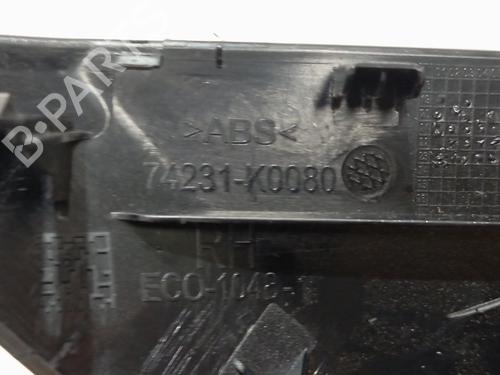 B-PARTS
>ABS<
74231-K0080
RH
ECO-1048-1